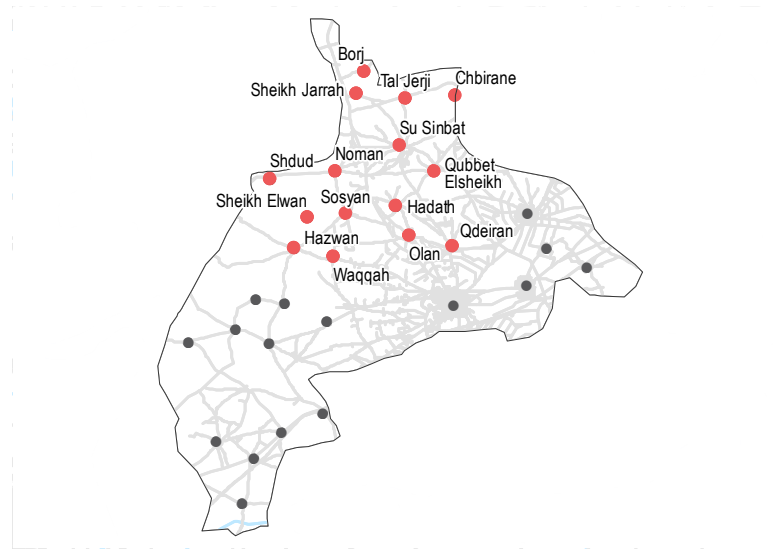 Borj
Tal Jerji
Chbirane
Sheikh Jarrah
Su Sinbat
Noman
Shdud
Qubbet
Elsheikh
Sheikh Elwan
Sosyan
Hadath
Qdeiran
Hazwan
Olan
Waqqah